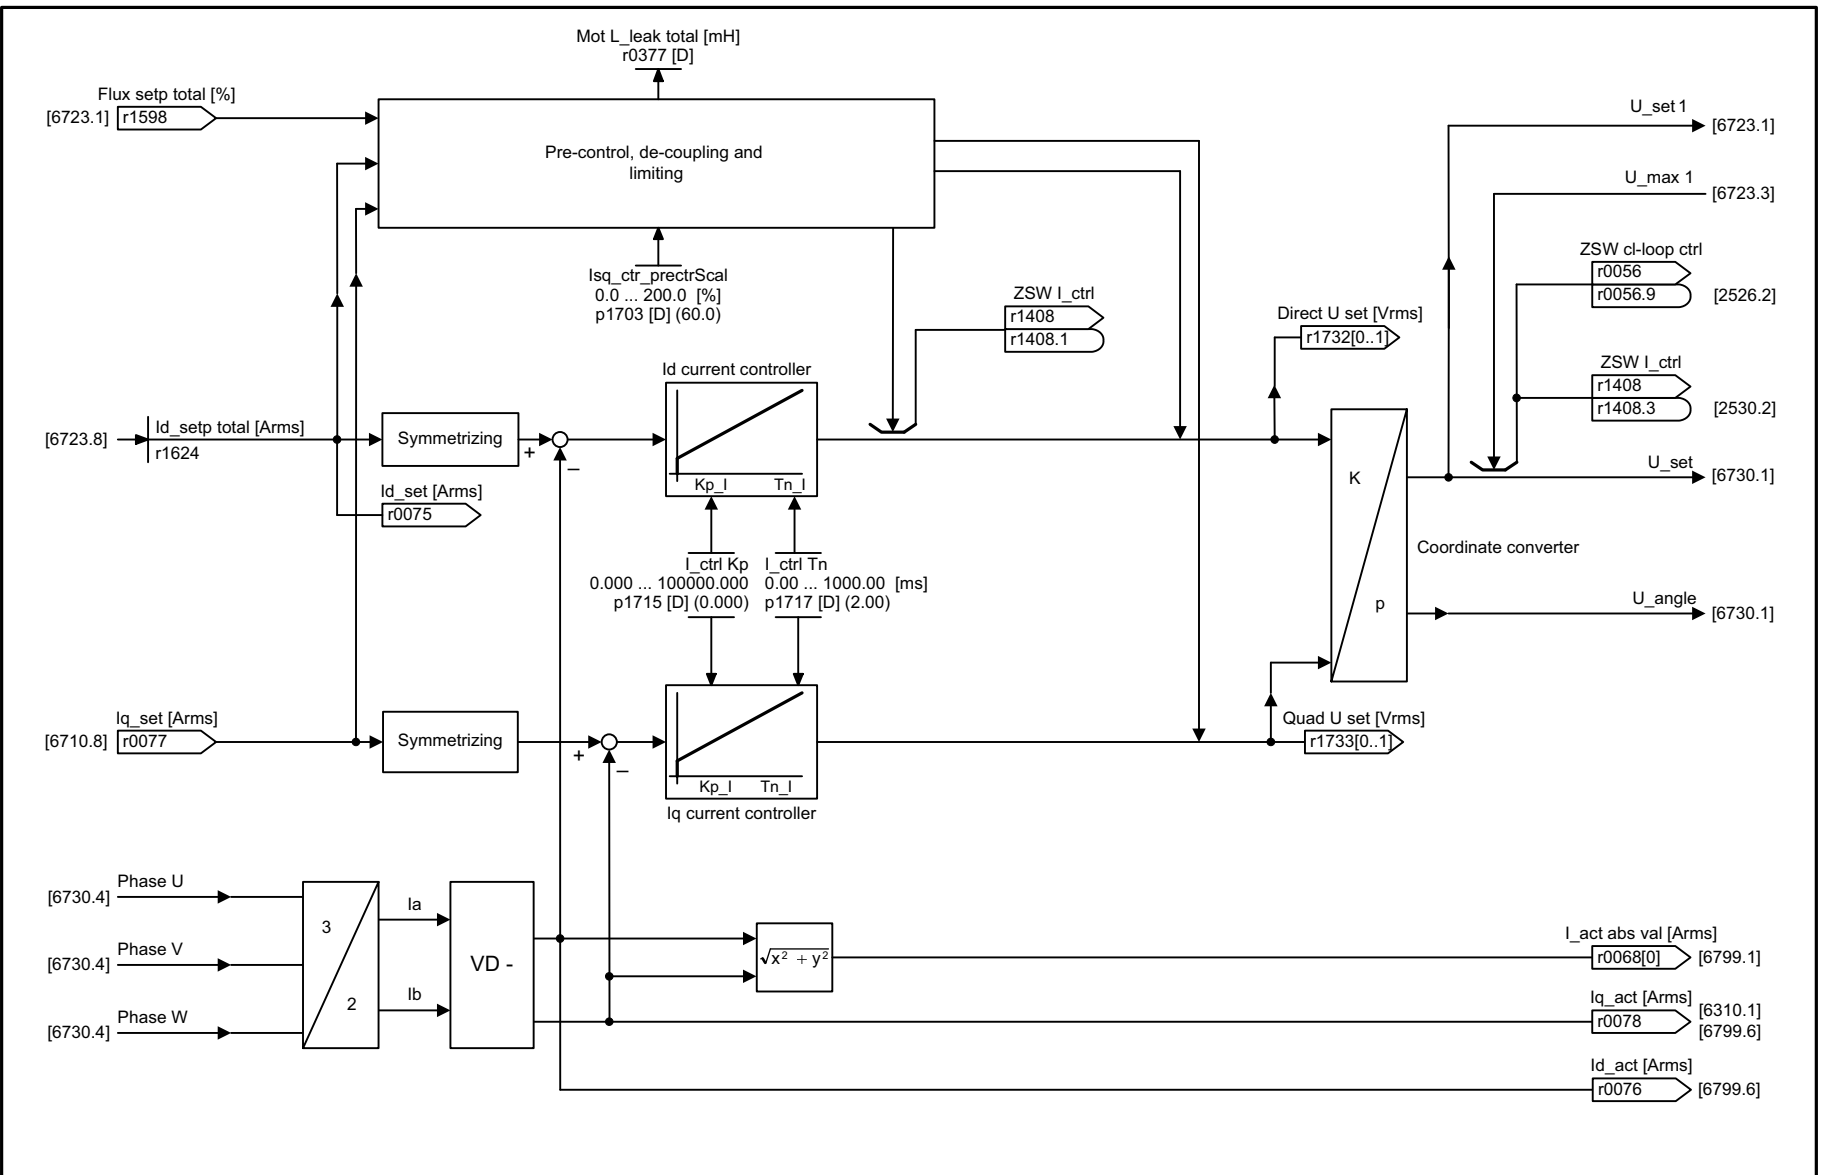 Mot L_leak total [mH]
r0377 [D]
Flux setp total [%]
[6723.1] r1598
Pre-control, de-coupling and
limiting
U_set 1
[6723.1]
U_max 1
[6723.3]
Isq_ctr_prectrScal
0.0 ... 200.0 [%]
p1703 [D] (60.0)
ZSW I_ctrl
r1408
r1408.1
ZSW cl-loop ctrl
r0056
r0056.9 [2526.2]
Direct U set [Vrms]
r1732[0..1]
ZSW I_ctrl
r1408
r1408.3 [2530.2]
Id current controller
[6723.8]
Id_setp total [Arms]
r1624
Symmetrizing
+
–
Kp_I Tn_I
Id_set [Arms]
r0075
K
p
U_set
[6730.1]
Coordinate converter
I_ctrl Kp
0.000 ... 100000.000
p1715 [D] (0.000)
I_ctrl Tn
0.00 ... 1000.00 [ms]
p1717 [D] (2.00)
U_angle
[6730.1]
Iq_set [Arms]
[6710.8] r0077
Symmetrizing
+
–
Kp_I Tn_I
Iq current controller
Quad U set [Vrms]
r1733[0..1]
Phase U
[6730.4]
Phase V
[6730.4]
Phase W
[6730.4]
3
2
Ia
Ib
VD -
√x² + y²
I_act abs val [Arms]
r0068[0] [6799.1]
Iq_act [Arms]
r0078
[6310.1]
[6799.6]
Id_act [Arms]
r0076 [6799.6]